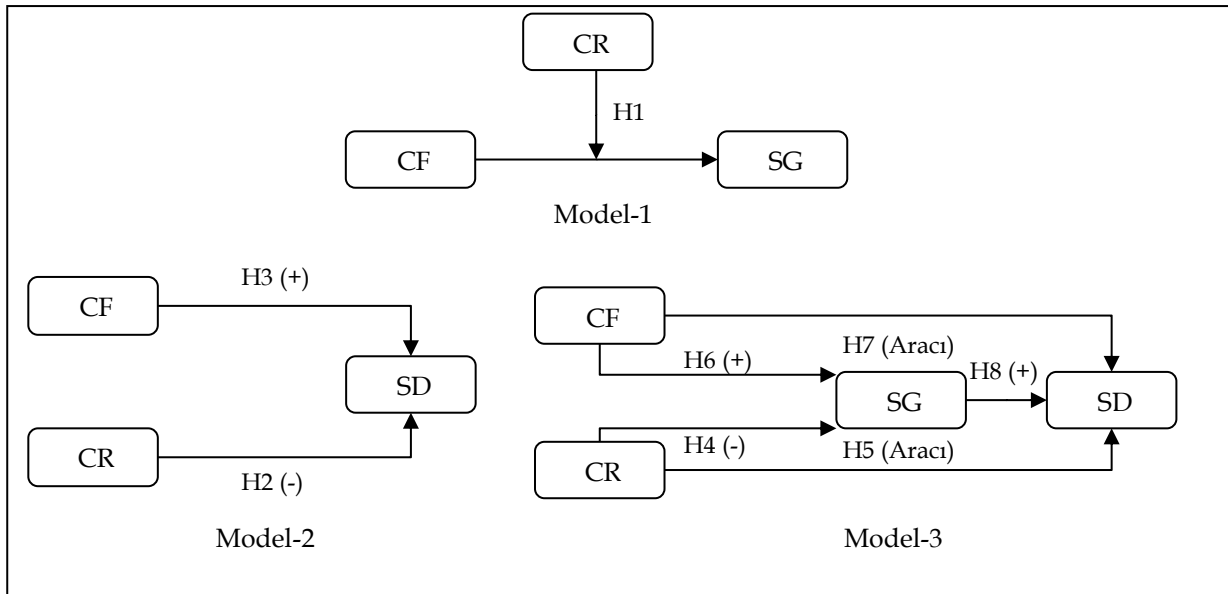 CR
H1
CF
SG
Model-1
CF
H3 (+)
SD
CR
H2 (-)
Model-2
CF
H7 (Aracı)
H6 (+)
SG
H8 (+)
SD
CR
H4 (-)
H5 (Aracı)
Model-3